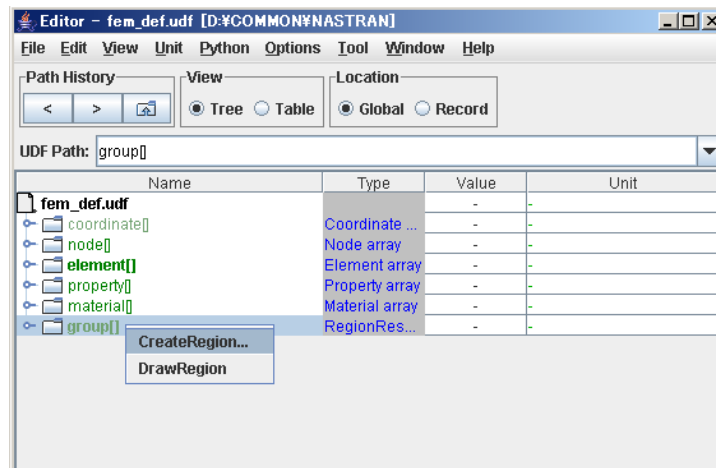 Editor - fem_def.udf [D:¥COMMON¥NASTRAN]
File Edit View Unit Python Options Tool Window Help
Path History View Location
< > Tree Table Global Record
UDF Path: group[]
Name Type Value Unit
fem_def.udf - -
coordinate[] Coordinate ... - -
node[] Node array - -
element[] Element array - -
property[] Property array - -
material[] Material array - -
group[] RegionRes... - -
CreateRegion...
DrawRegion